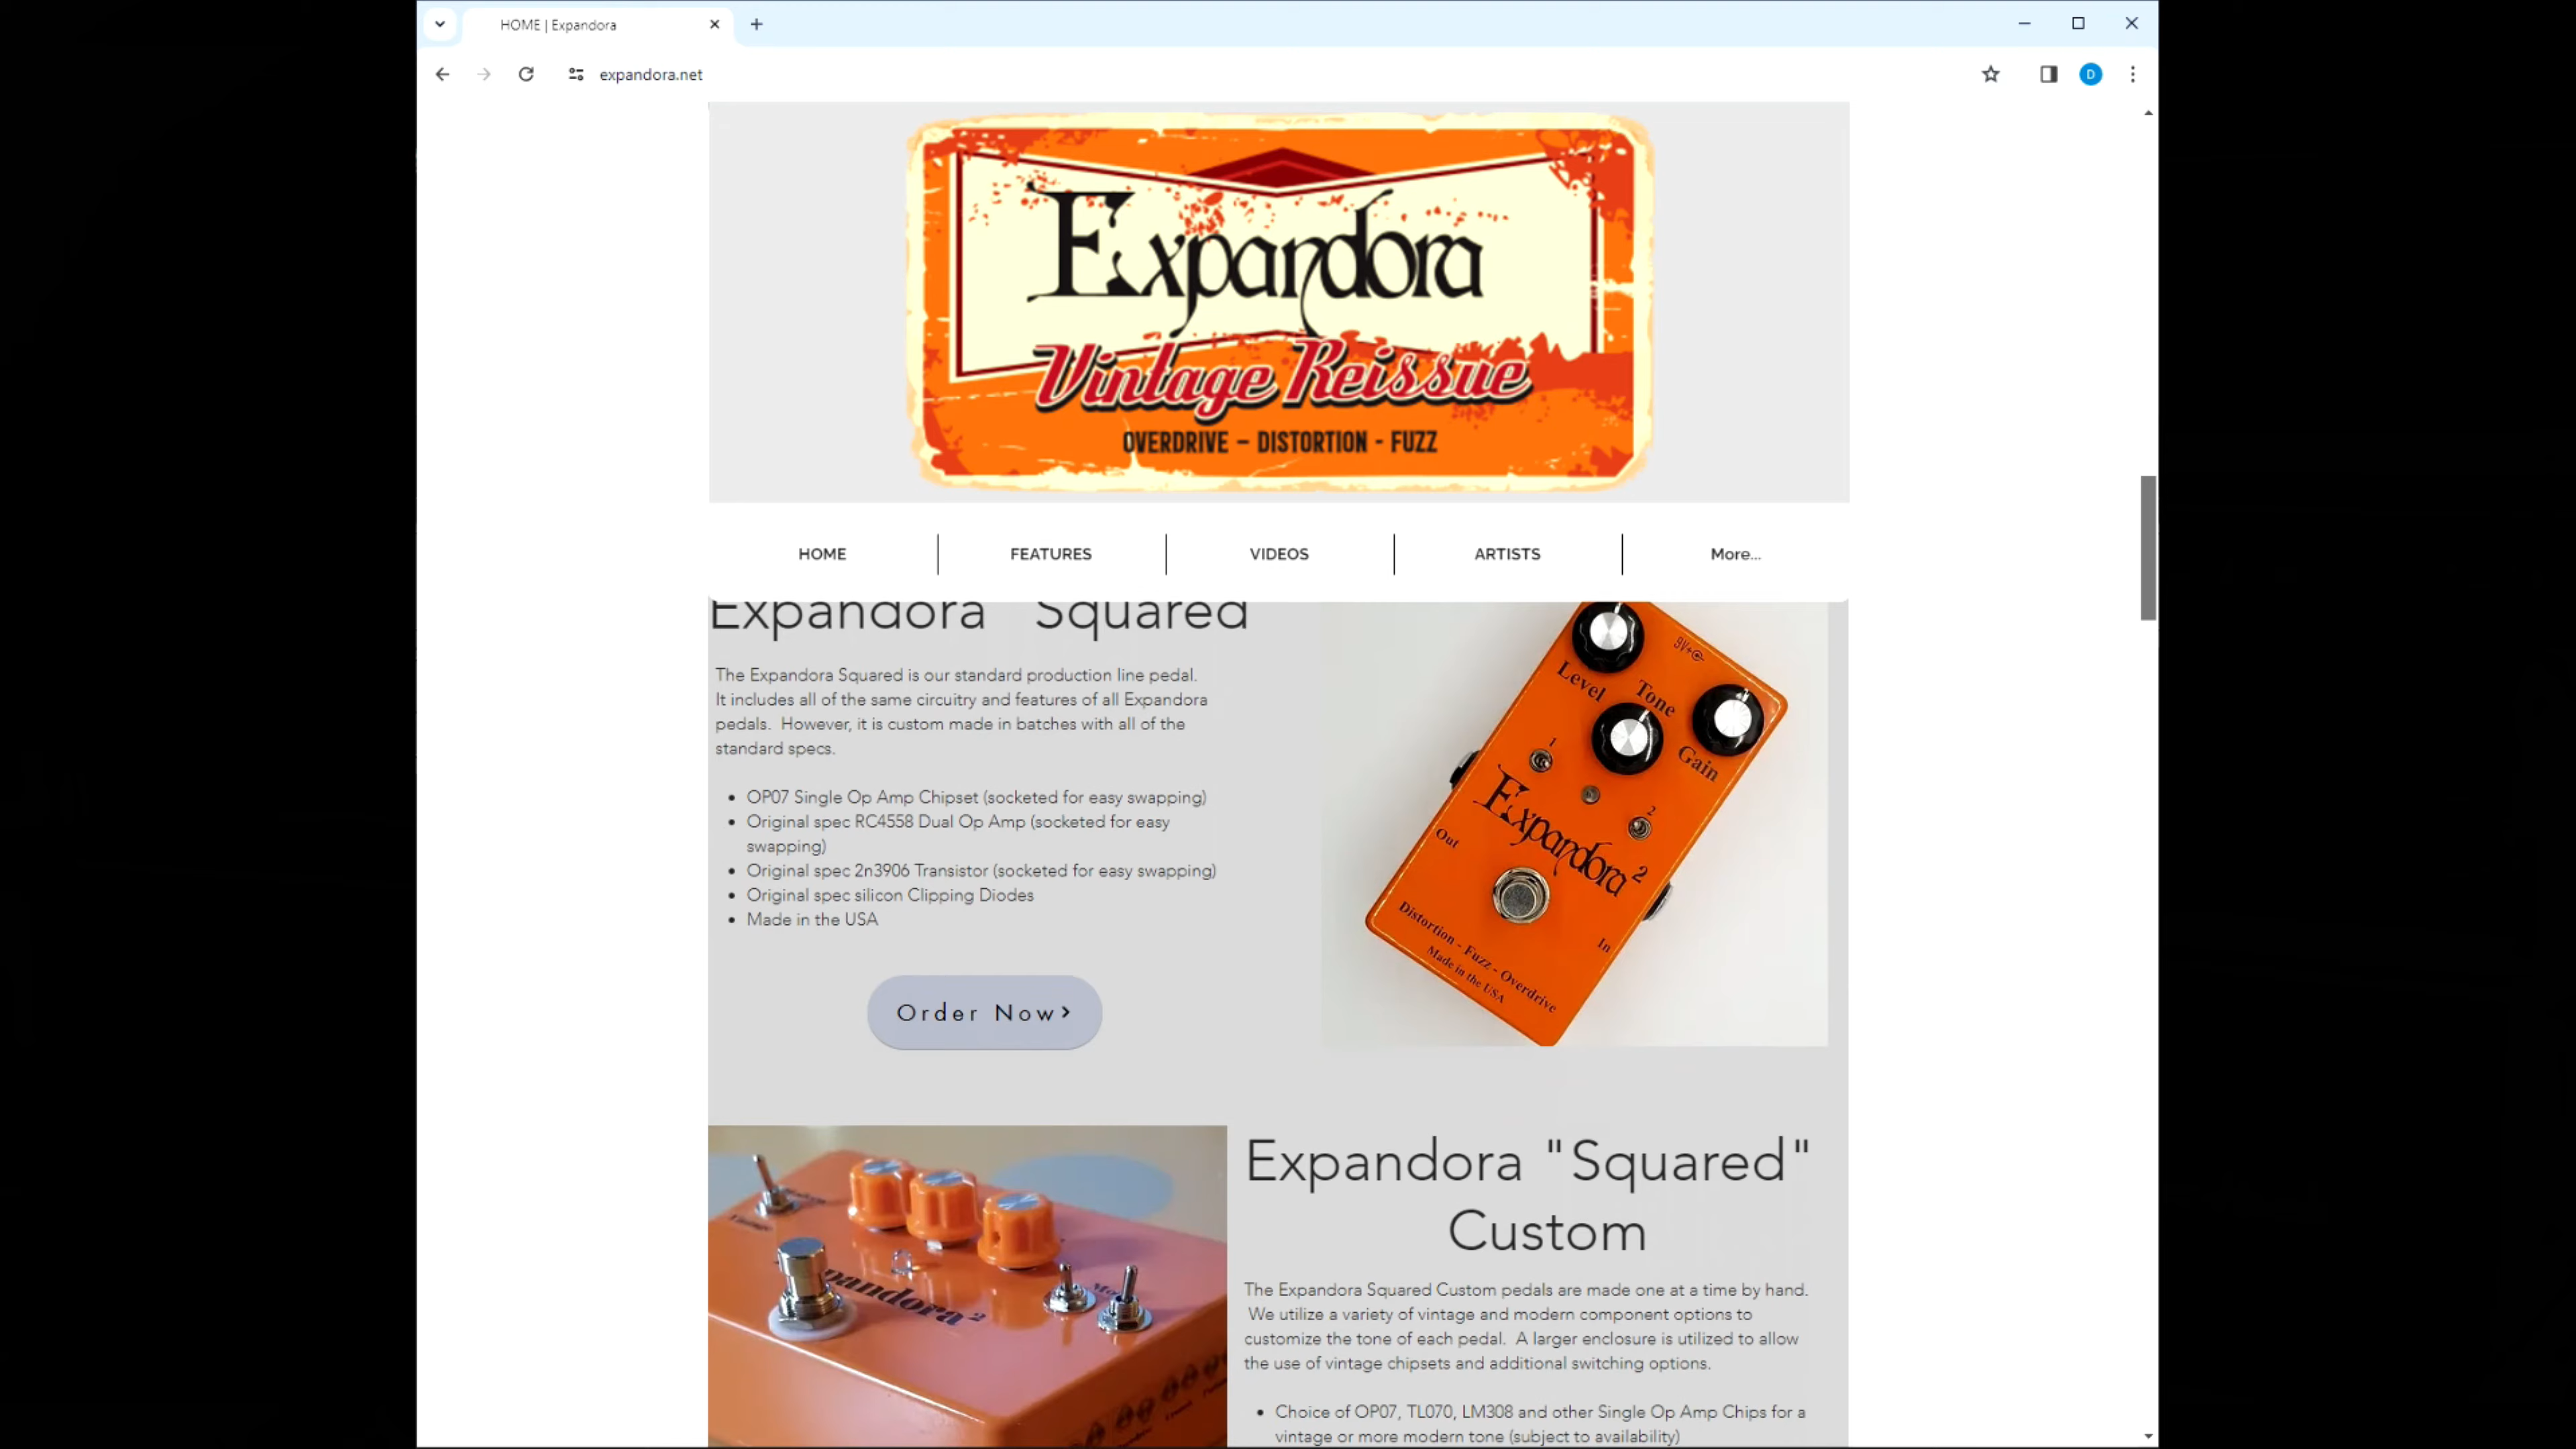 HOME | Expandora
expandora.net
D
Expandora
Vintage Reissue
OVERDRIVE – DISTORTION - FUZZ
HOME
FEATURES
VIDEOS
ARTISTS
More...
Expandora "Squared"
The Expandora Squared is our standard production line pedal.
It includes all of the same circuitry and features of all Expandora
pedals. However, it is custom made in batches with all of the
standard specs.
• OP07 Single Op Amp Chipset (socketed for easy swapping)
• Original spec RC4558 Dual Op Amp (socketed for easy
swapping)
• Original spec 2n3906 Transistor (socketed for easy swapping)
• Original spec silicon Clipping Diodes
• Made in the USA
Order Now
9V+
Level
Tone
Gain
1
2
Expandora 2
Out
In
Distortion - Fuzz - Overdrive
Made in the USA
pandora 2
Expandora "Squared"
Custom
The Expandora Squared Custom pedals are made one at a time by hand.
We utilize a variety of vintage and modern component options to
customize the tone of each pedal. A larger enclosure is utilized to allow
the use of vintage chipsets and additional switching options.
• Choice of OP07, TL070, LM308 and other Single Op Amp Chips for a
vintage or more modern tone (subject to availability)